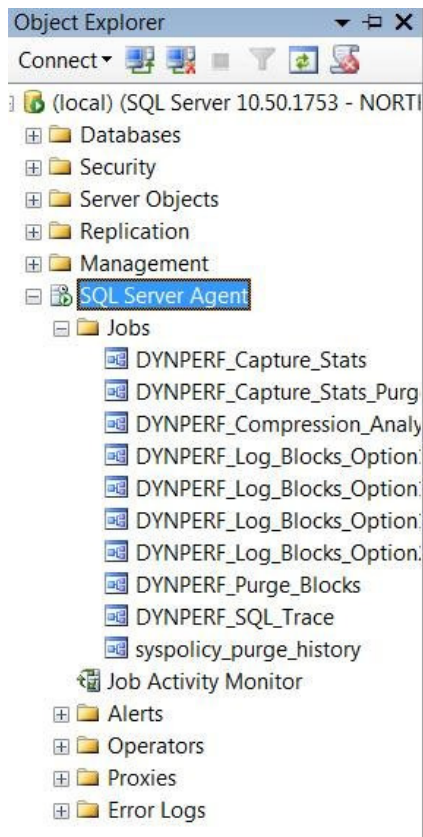 Object Explorer
Connect
(local) (SQL Server 10.50.1753 - NORT
Databases
Security
Server Objects
Replication
Management
SQL Server Agent
Jobs
DYNPERF_Capture_Stats
DYNPERF_Capture_Stats_Purg
DYNPERF_Compression_Analy
DYNPERF_Log_Blocks_Option
DYNPERF_Log_Blocks_Option
DYNPERF_Log_Blocks_Option
DYNPERF_Log_Blocks_Option
DYNPERF_Purge_Blocks
DYNPERF_SQL_Trace
syspolicy_purge_history
Job Activity Monitor
Alerts
Operators
Proxies
Error Logs